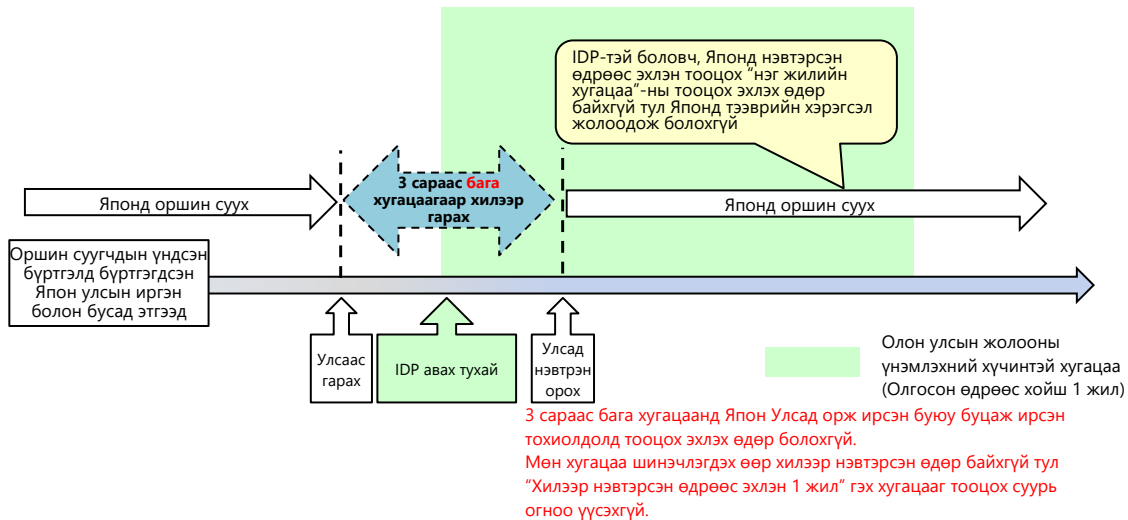 IDP-тэй боловч, Японд нэвтэрсэн
өдрөөс эхлэн тооцох "нэг жилийн
хугацаа"-ны тооцох эхлэх өдөр
байхгүй тул Японд тээврийн хэрэгсэл
жолоодож болохгүй
3 сараас бага
хугацаагаар хилээр
гарах
Японд оршин суух
Японд оршин суух
Оршин суугчдын үндсэн
бүртгэлд бүртгэгдсэн
Япон улсын иргэн
болон бусад этгээд
Улсаас
гарах
IDP авах тухай
Улсад
нэвтрэн
орох
Олон улсын жолооны
үнэмлэхний хүчинтэй хугацаа
(Олгосон өдрөөс хойш 1 жил)
3 сараас бага хугацаанд Япон Улсад орж ирсэн буюу буцаж ирсэн
тохиолдолд тооцох эхлэх өдөр болохгүй.
Мөн хугацаа шинэчлэгдэх өөр хилээр нэвтэрсэн өдөр байхгүй тул
"Хилээр нэвтэрсэн өдрөөс эхлэн 1 жил" гэх хугацааг тооцох суурь
огноо үүсэхгүй.